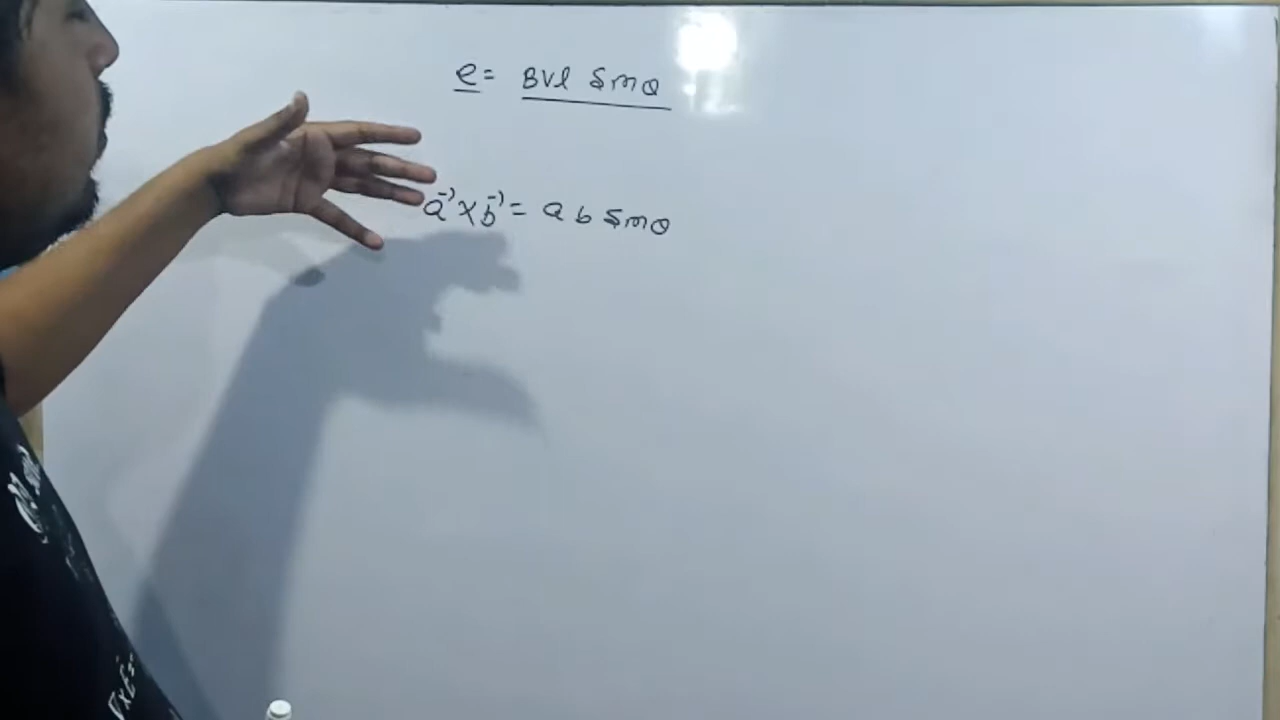 e = Bvl Sinθ
a⃗ × b⃗ = a b Sinθ